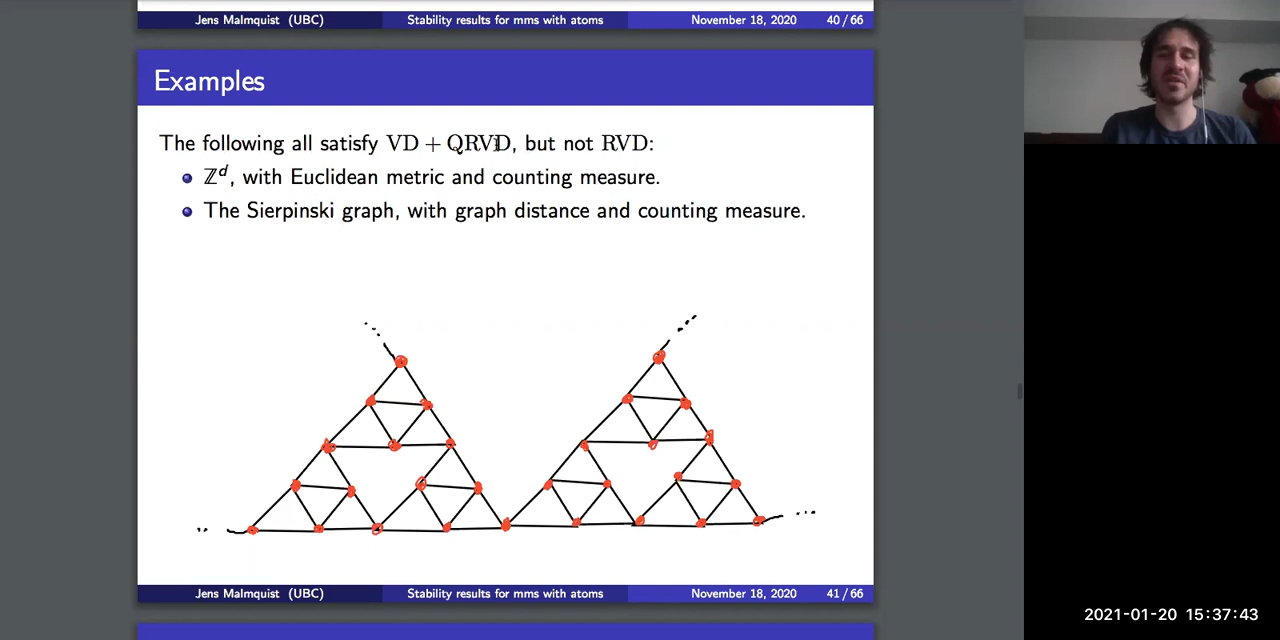 Jens Malmquist (UBC) Stability results for mms with atoms November 18, 2020 40 / 66
Examples
The following all satisfy VD + QRVD, but not RVD:
ℤᵈ, with Euclidean metric and counting measure.
The Sierpinski graph, with graph distance and counting measure.
Jens Malmquist (UBC) Stability results for mms with atoms November 18, 2020 41 / 66
2021-01-20 15:37:43